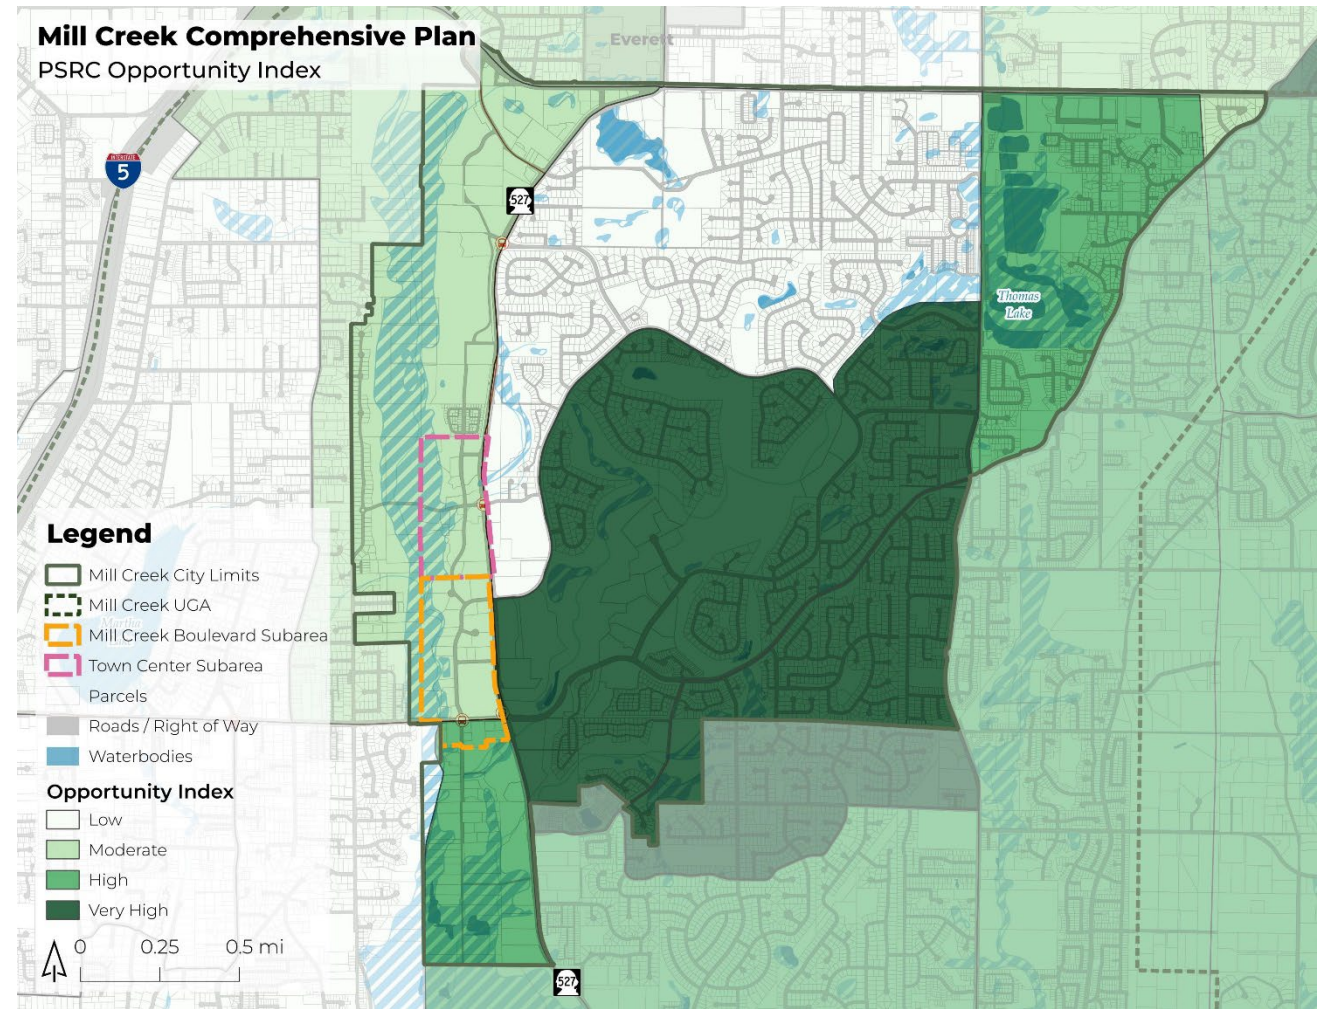 Mill Creek Comprehensive Plan
PSRC Opportunity Index
Everett
INTERSTATE
5
527
Thomas
Lake
Legend
Mill Creek City Limits
Mill Creek UGA
Martha
Mill Creek Boulevard Subarea
Town Center Subarea
Parcels
Roads / Right of Way
Waterbodies
Opportunity Index
Low
Moderate
High
Very High
0 0.25 0.5 mi
527